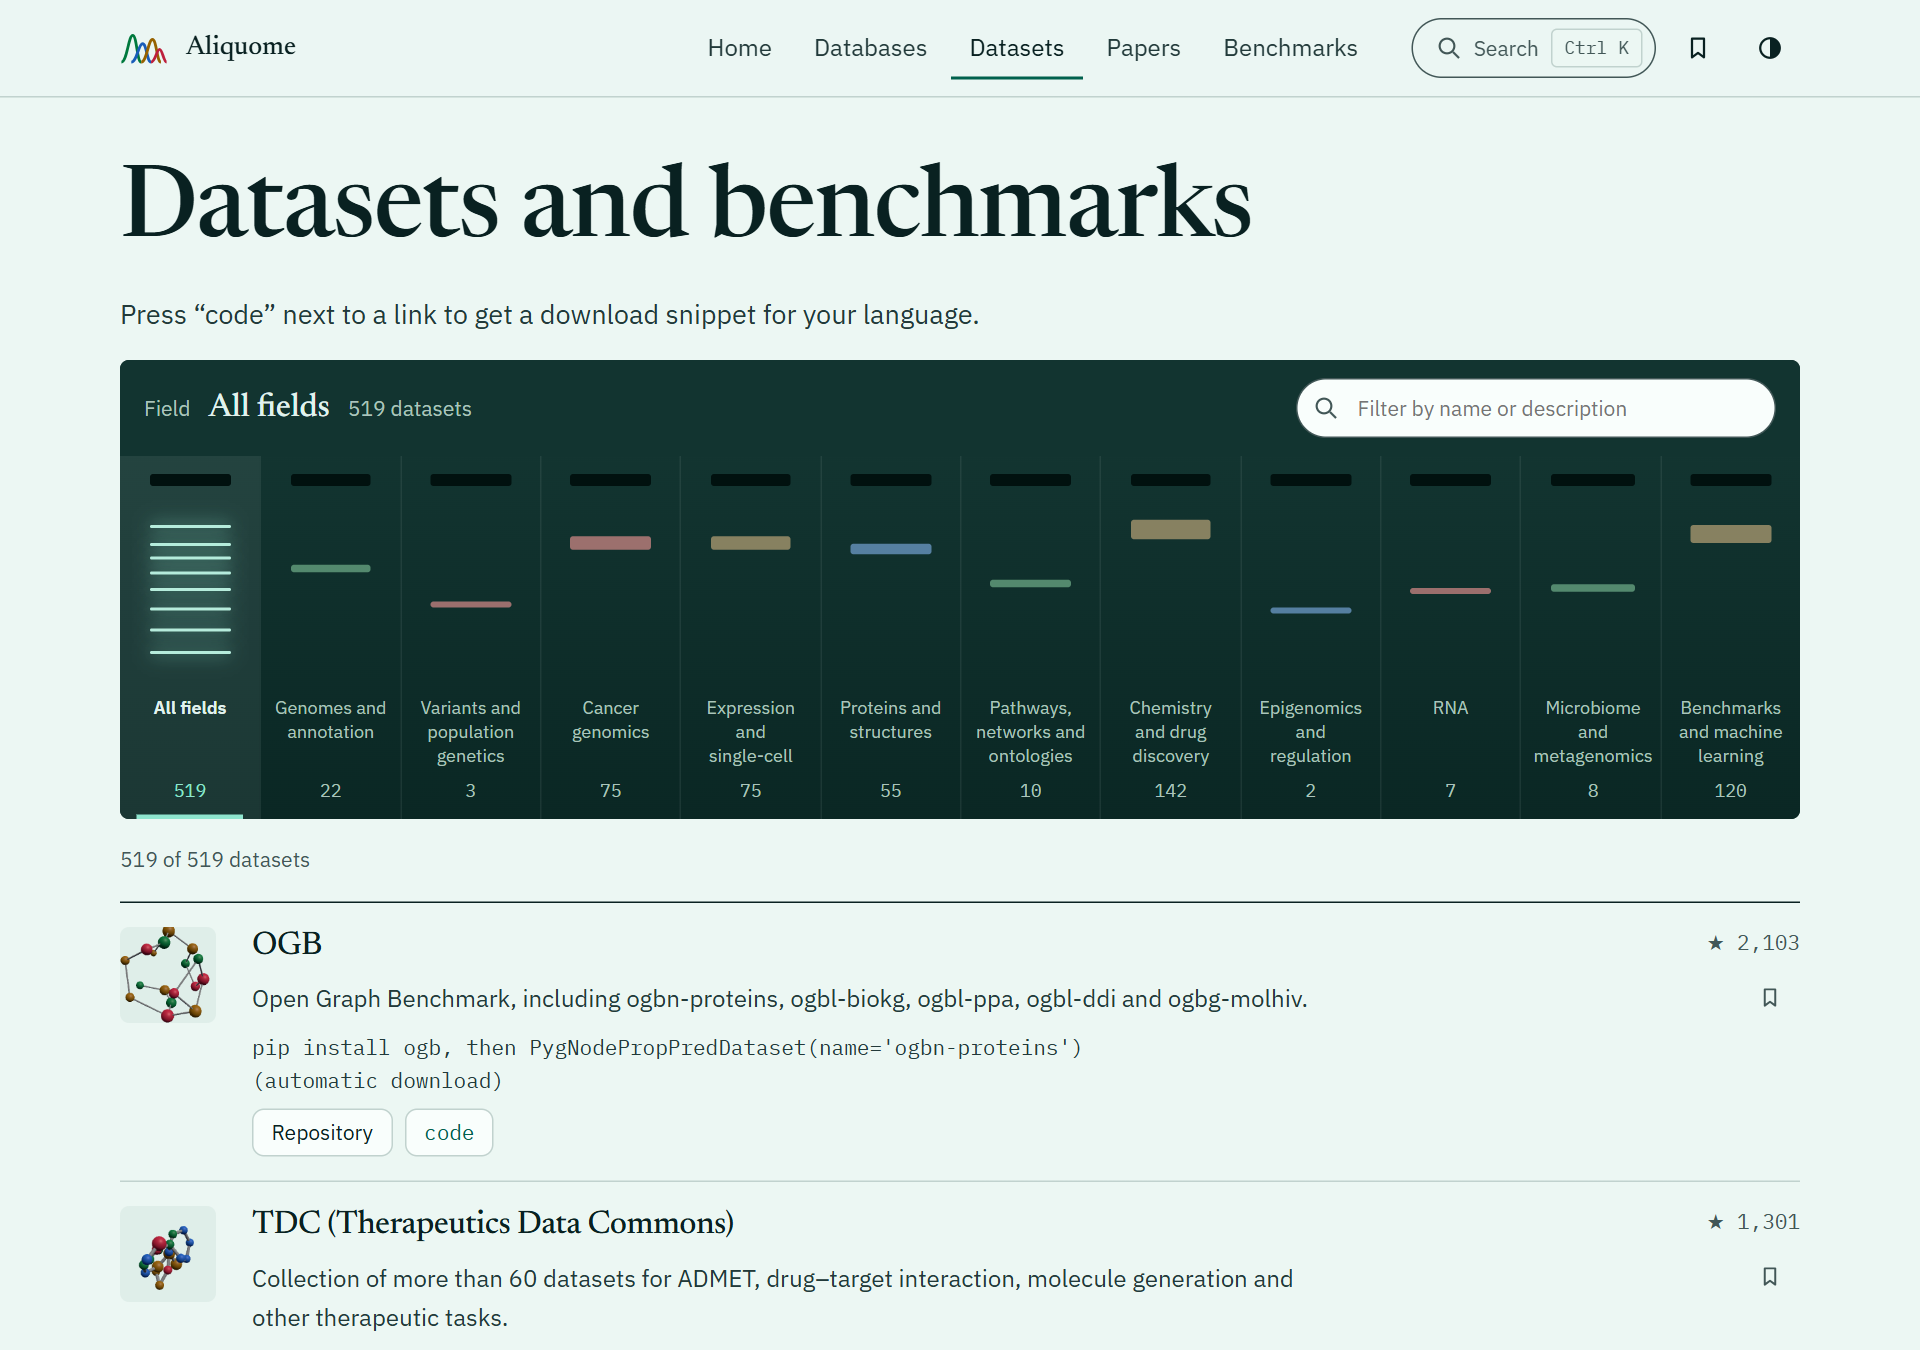 Aliquome
Home
Databases
Datasets
Papers
Benchmarks
Search
Ctrl K
Datasets and benchmarks
Press “code” next to a link to get a download snippet for your language.
Field
All fields
519 datasets
Filter by name or description
All fields
519
Genomes and
annotation
22
Variants and
population
genetics
3
Cancer
genomics
75
Expression
and
single-cell
75
Proteins and
structures
55
Pathways,
networks and
ontologies
10
Chemistry
and drug
discovery
142
Epigenomics
and
regulation
2
RNA
7
Microbiome
and
metagenomics
8
Benchmarks
and machine
learning
120
519 of 519 datasets
OGB
★ 2,103
Open Graph Benchmark, including ogbn-proteins, ogbl-biokg, ogbl-ppa, ogbl-ddi and ogbg-molhiv.
pip install ogb, then PygNodePropPredDataset(name='ogbn-proteins')
(automatic download)
Repository
code
TDC (Therapeutics Data Commons)
★ 1,301
Collection of more than 60 datasets for ADMET, drug–target interaction, molecule generation and
other therapeutic tasks.